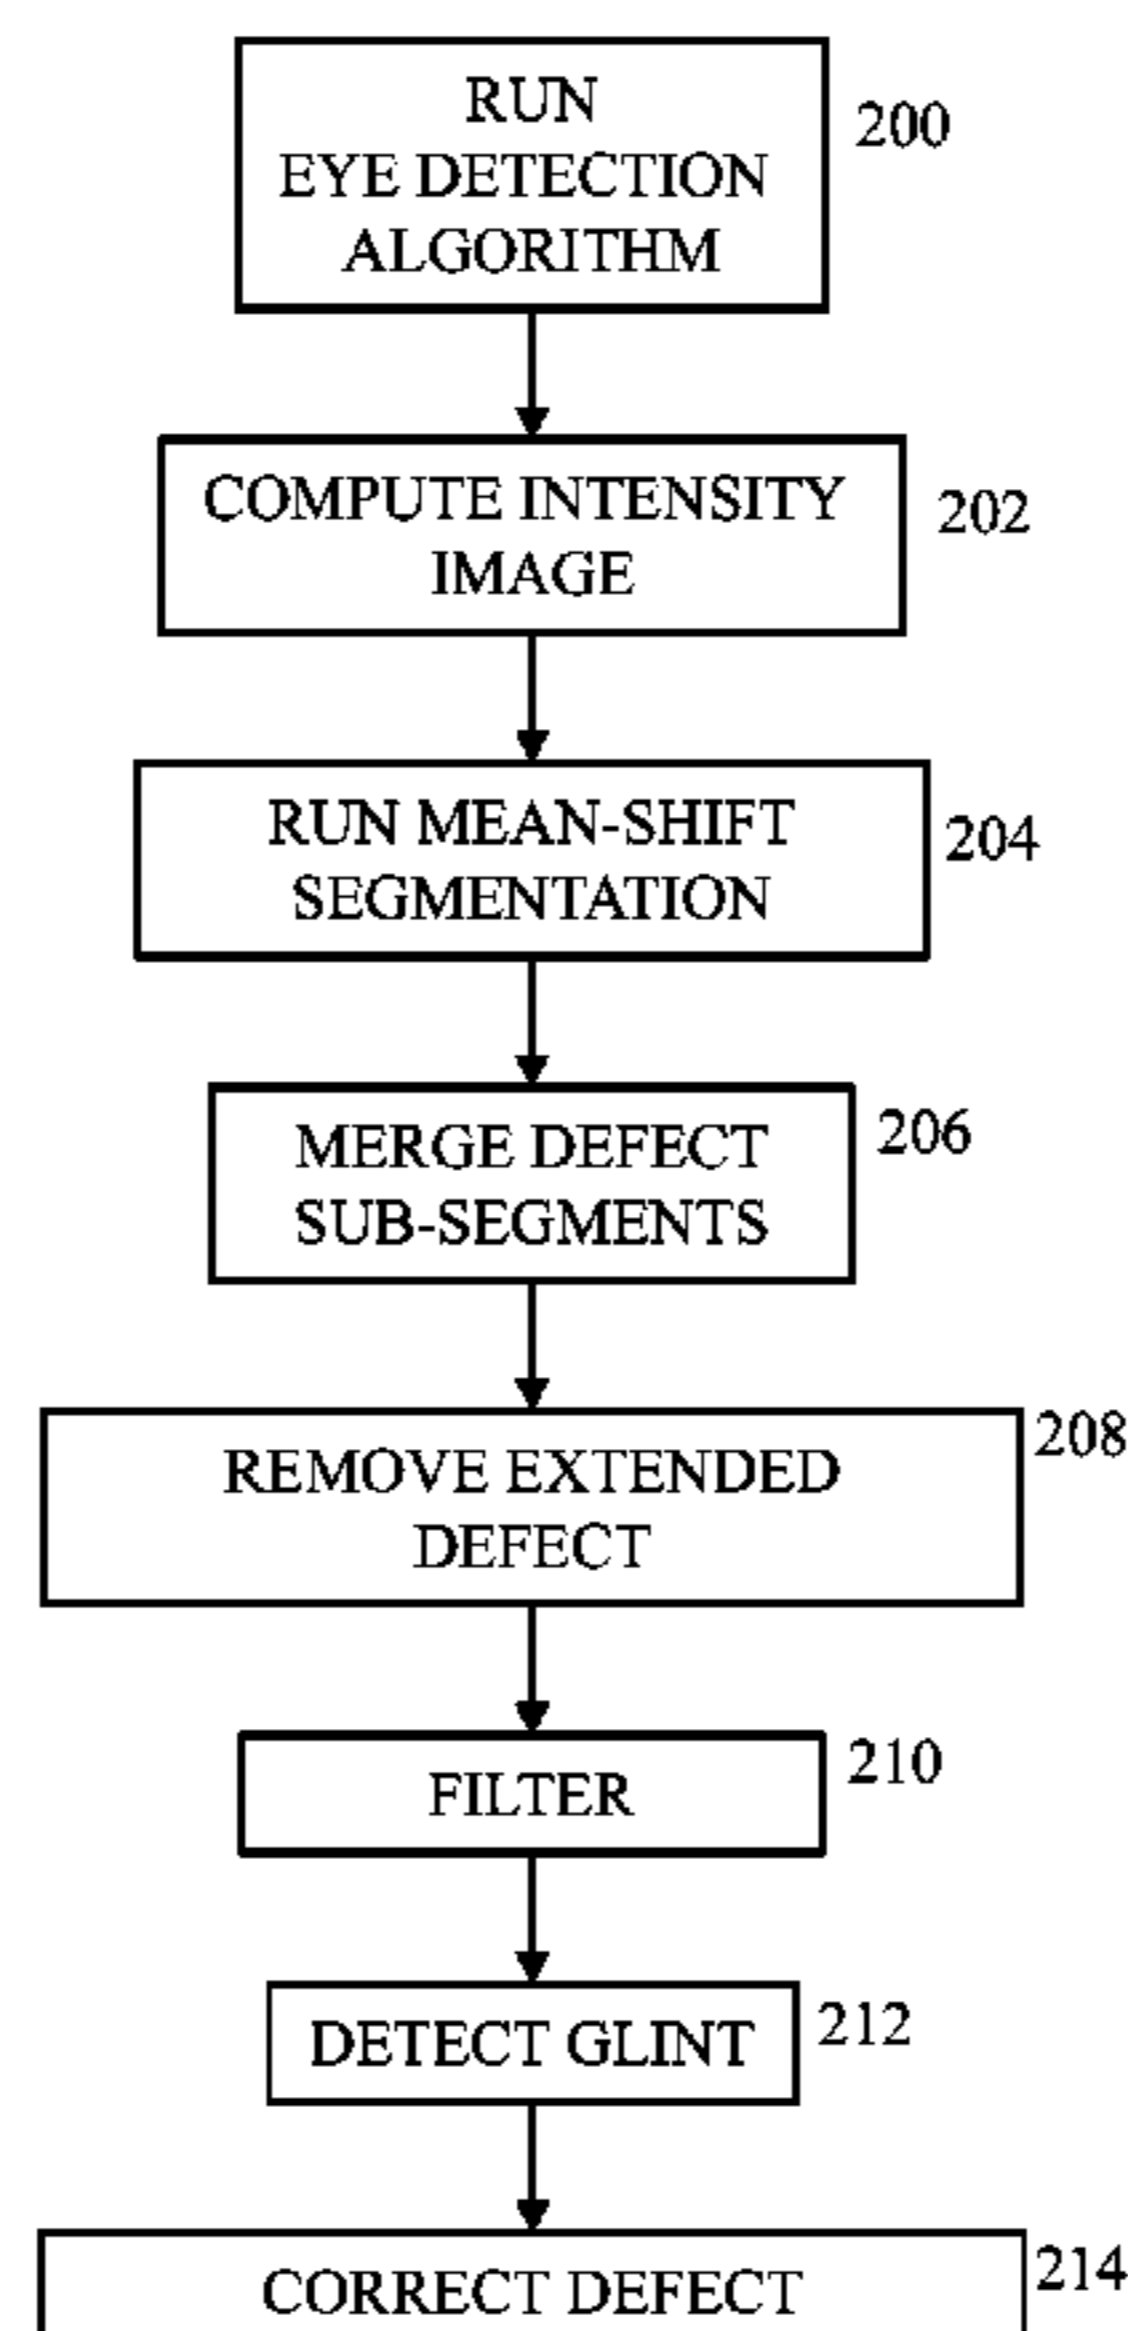 RUN
EYE DETECTION
ALGORITHM
200
COMPUTE INTENSITY
IMAGE
202
RUN MEAN-SHIFT
SEGMENTATION
204
MERGE DEFECT
SUB-SEGMENTS
206
REMOVE EXTENDED
DEFECT
208
FILTER
210
DETECT GLINT
212
CORRECT DEFECT
214